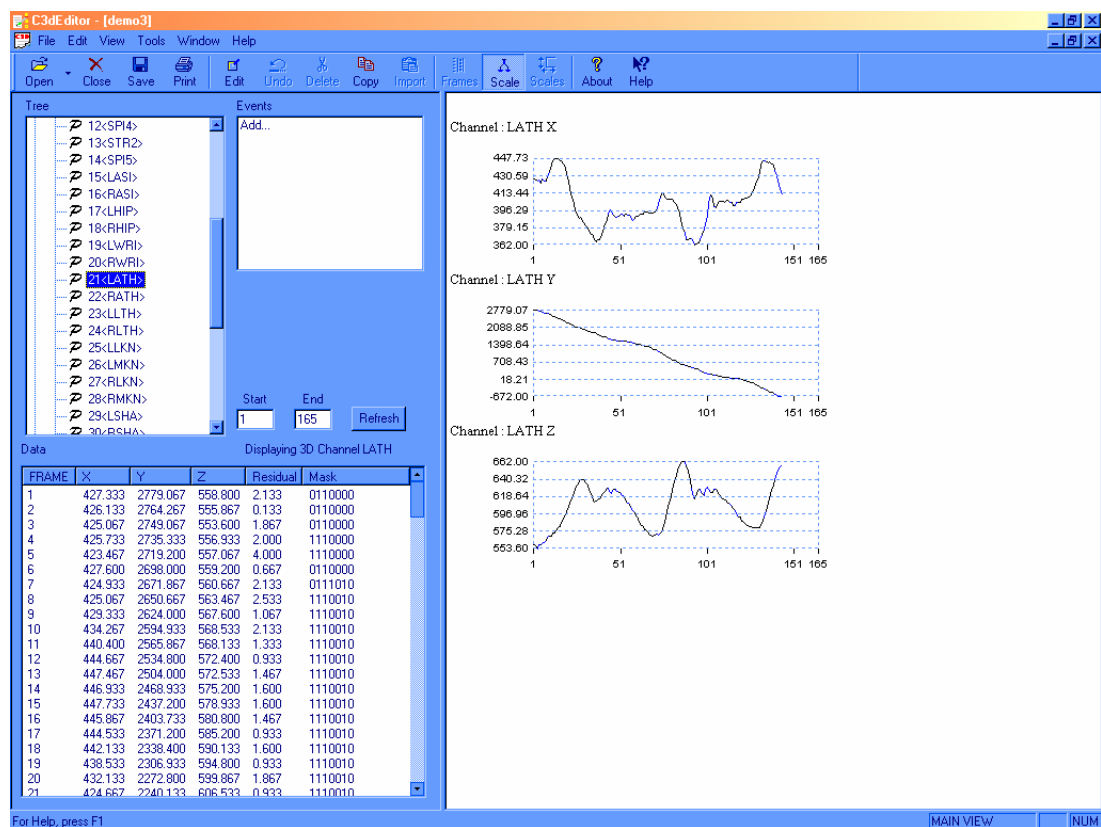 C3dEditor - [demo3]
File Edit View Tools Window Help
Open Close Save Print Edit Undo Delete Copy Import Frames Scale Scales About Help
Tree
12<SPI4>
13<STR2>
14<SPI5>
15<LASI>
16<RASI>
17<LHIP>
18<RHIP>
19<LWRI>
20<RWRI>
21<LATH>
22<RATH>
23<LLTH>
24<RLTH>
25<LLKN>
26<LMKN>
27<RLKN>
28<RMKN>
29<LSHA>
30<RSHA>
Events
Add...
Start End
1 165 Refresh
Data Displaying 3D Channel LATH
FRAME X Y Z Residual Mask
1 427.333 2779.067 558.800 2.133 0110000
2 426.133 2764.267 555.867 0.133 0110000
3 425.067 2749.067 553.600 1.867 0110000
4 425.733 2735.333 556.933 2.000 1110000
5 423.467 2719.200 557.067 4.000 1110000
6 427.600 2698.000 559.200 0.667 0110000
7 424.933 2671.867 560.667 2.133 0111010
8 425.067 2650.667 563.467 2.533 1110010
9 429.333 2624.000 567.600 1.067 1110010
10 434.267 2594.933 568.533 2.133 1110010
11 440.400 2565.867 568.133 1.333 1110010
12 444.667 2534.800 572.400 0.933 1110010
13 447.467 2504.000 572.533 1.467 1110010
14 446.933 2468.933 575.200 1.600 1110010
15 447.733 2437.200 578.933 1.600 1110010
16 445.867 2403.733 580.800 1.467 1110010
17 444.533 2371.200 585.200 0.933 1110010
18 442.133 2338.400 590.133 1.600 1110010
19 438.533 2306.933 594.800 0.933 1110010
20 432.133 2272.800 599.867 1.867 1110010
21 424.667 2240.133 606.533 0.933 1110010
Channel : LATH X
447.73
430.59
413.44
396.29
379.15
362.00
1 51 101 151 165
Channel : LATH Y
2779.07
2088.85
1398.64
708.43
18.21
-672.00
1 51 101 151 165
Channel : LATH Z
662.00
640.32
618.64
596.96
575.28
553.60
1 51 101 151 165
For Help, press F1 MAIN VIEW NUM